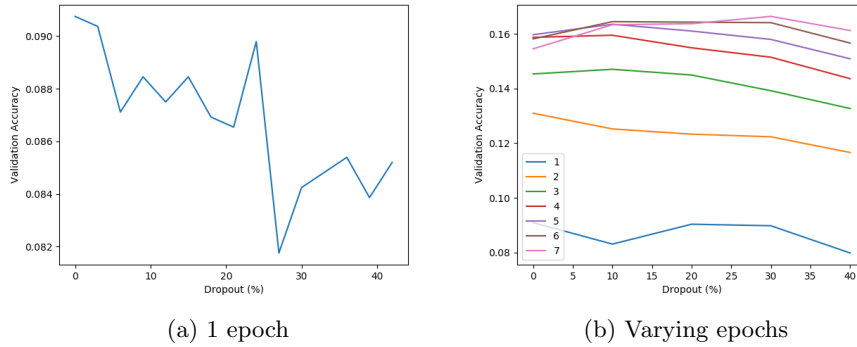 0.090
0.088
0.086
0.084
0.082
Validation Accuracy
0 10 20 30 40
Dropout (%)
(a) 1 epoch
0.16
0.14
0.12
0.10
0.08
Validation Accuracy
1
2
3
4
5
6
7
0 5 10 15 20 25 30 35 40
Dropout (%)
(b) Varying epochs